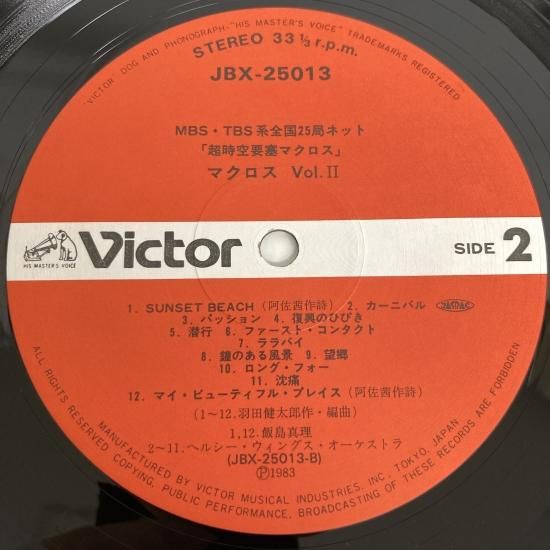 "VICTOR DOG AND PHONOGRAPH・"HIS MASTER'S VOICE" TRADEMARKS REGISTERED"
STEREO 33 1/3 r.p.m.
JBX-25013
MBS・TBS系全国25局ネット
「超時空要塞マクロス」
マクロス Vol.II
HIS MASTER'S VOICE
Victor
SIDE 2
1. SUNSET BEACH (阿佐茜作詩) 2. カーニバル JASRAC
3. パッション 4. 復興のひびき
5. 潜行 6. ファースト・コンタクト
7. ララバイ
8. 鐘のある風景 9. 望郷
10. ロング・フォー
11. 沈痛
12. マイ・ビューティフル・プレイス (阿佐茜作詩)
(1~12. 羽田健太郎作・編曲)
1,12. 飯島真理
2~11. ヘルシー・ウィングス・オーケストラ
(JBX-25013-B)
Ⓟ1983
MANUFACTURED BY VICTOR MUSICAL INDUSTRIES, INC. TOKYO, JAPAN
ALL RIGHTS RESERVED COPYING, PUBLIC PERFORMANCE, BROADCASTING OF THESE RECORDS ARE FORBIDDEN